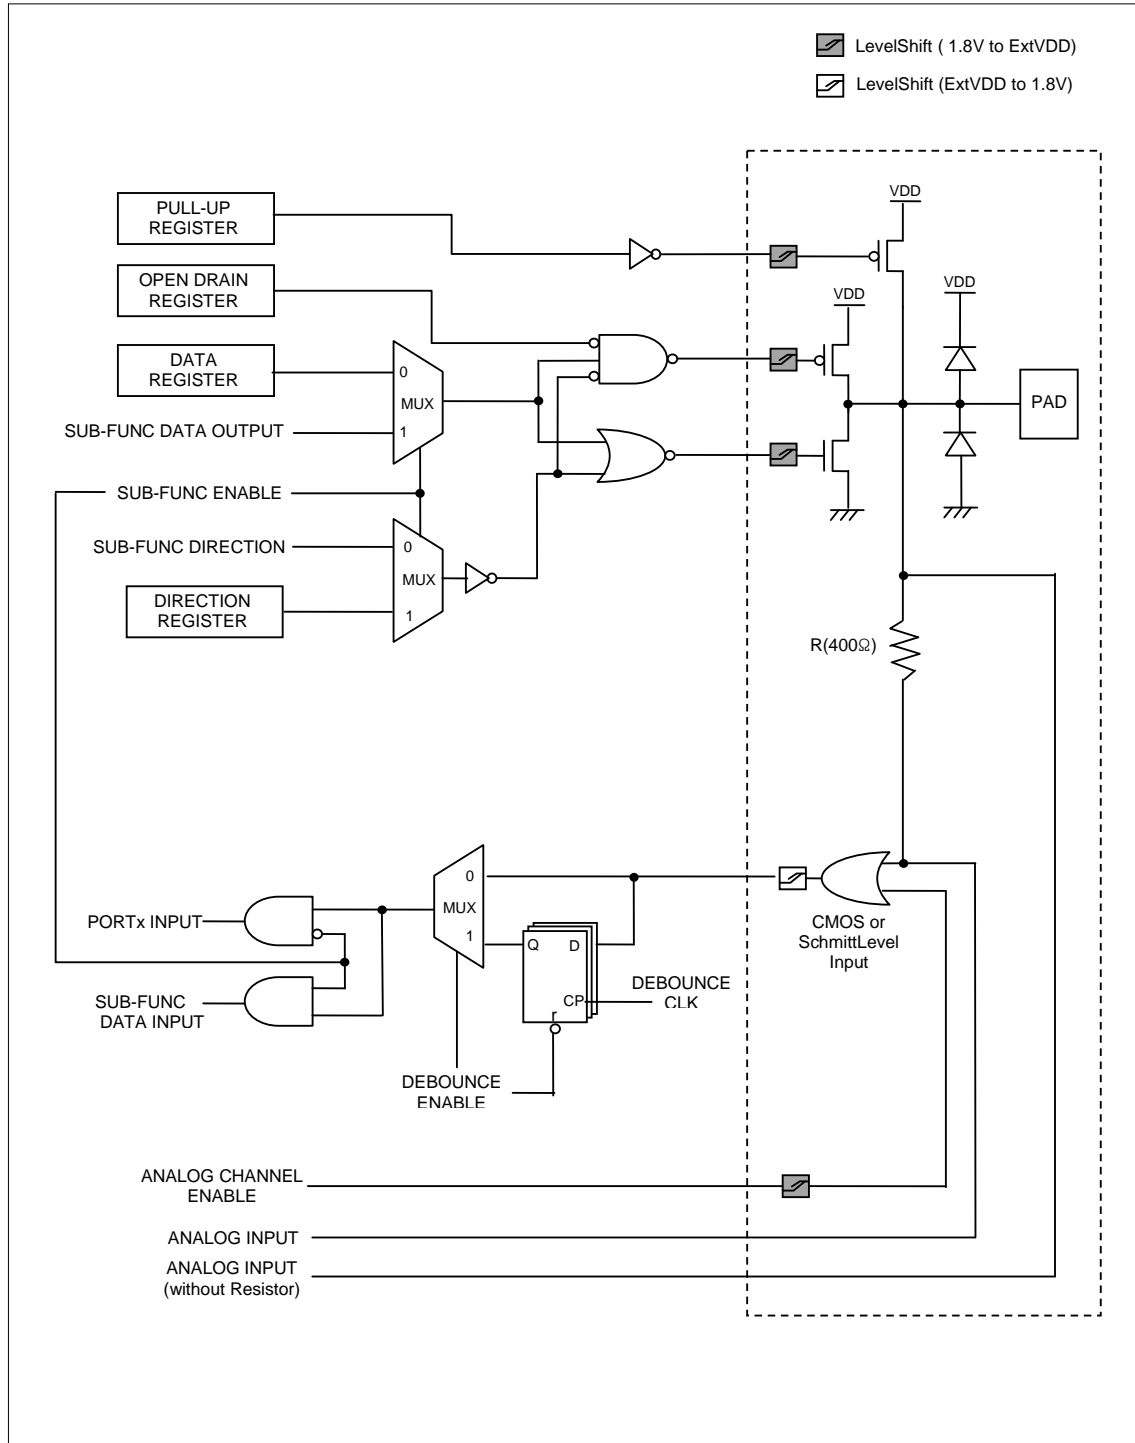 LevelShift ( 1.8V to ExtVDD)
LevelShift (ExtVDD to 1.8V)
PULL-UP
REGISTER
VDD
OPEN DRAIN
REGISTER
VDD
VDD
DATA
REGISTER
0
MUX
1
SUB-FUNC DATA OUTPUT
PAD
SUB-FUNC ENABLE
SUB-FUNC DIRECTION
0
MUX
1
DIRECTION
REGISTER
R(400Ω)
0
MUX
1
PORTx INPUT
CMOS or
SchmittLevel
Input
Q
D
CP
r
DEBOUNCE
CLK
SUB-FUNC
DATA INPUT
DEBOUNCE
ENABLE
ANALOG CHANNEL
ENABLE
ANALOG INPUT
ANALOG INPUT
(without Resistor)